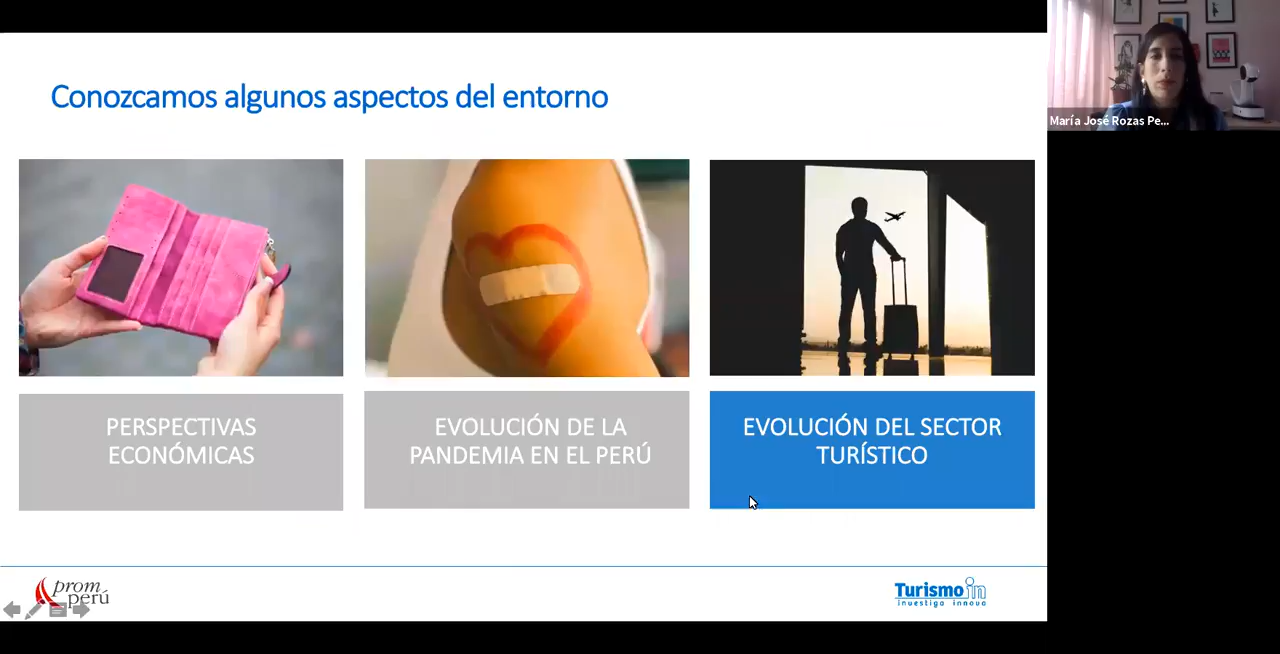 Conozcamos algunos aspectos del entorno
María José Rozas Pe...
PERSPECTIVAS
ECONÓMICAS
EVOLUCIÓN DE LA
PANDEMIA EN EL PERÚ
EVOLUCIÓN DEL SECTOR
TURÍSTICO
prom
perú
Turismo in
investiga innova